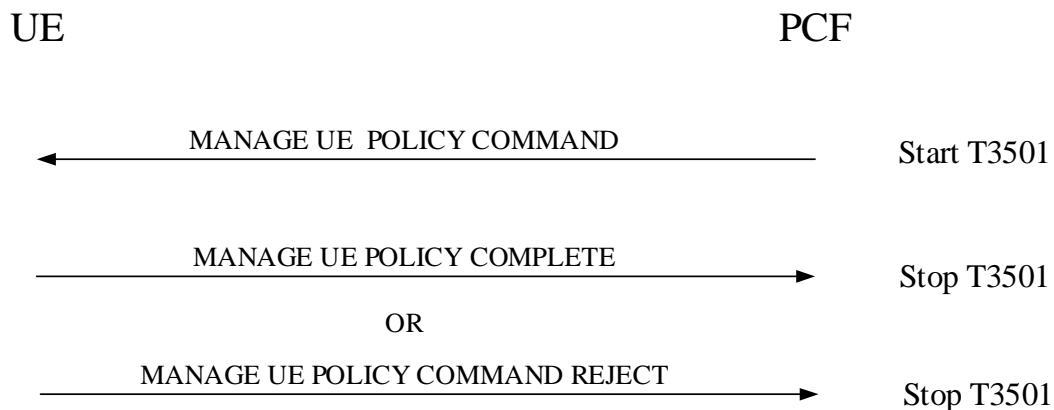 UE PCF
MANAGE UE POLICY COMMAND Start T3501
MANAGE UE POLICY COMPLETE Stop T3501
OR
MANAGE UE POLICY COMMAND REJECT Stop T3501